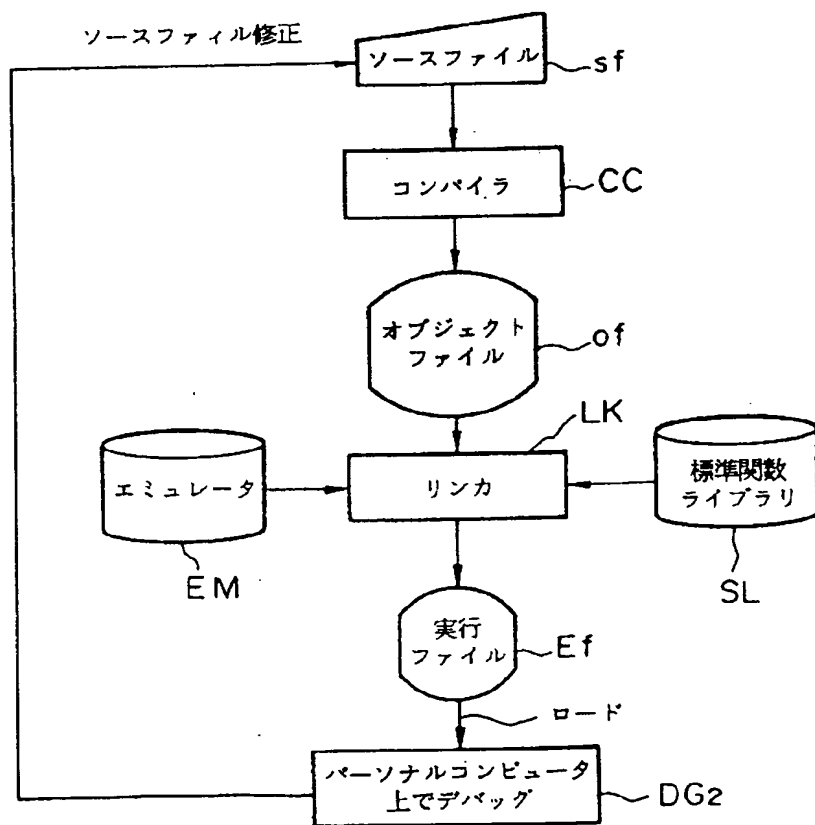 ソースフィル修正
ソースファイル
sf
コンパイラ
CC
オブジェクト
ファイル
of
LK
エミュレータ
リンカ
標準関数
ライブラリ
EM
SL
実行
ファイル
Ef
ロード
パーソナルコンピュータ
上でデバッグ
DG2